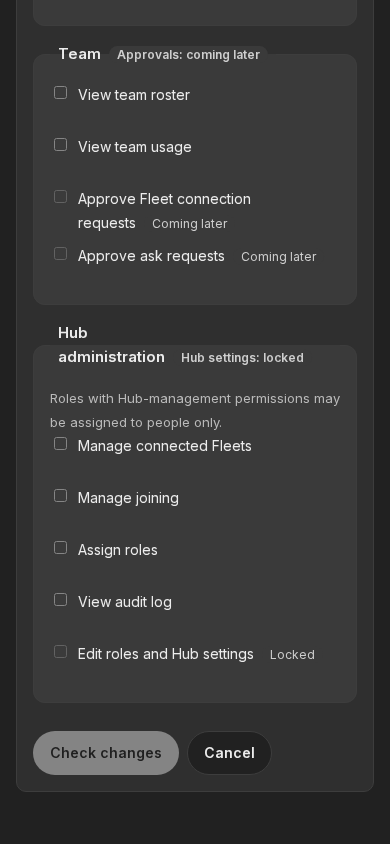 Team Approvals: coming later
View team roster
View team usage
Approve Fleet connection
requests Coming later
Approve ask requests Coming later
Hub
administration Hub settings: locked
Roles with Hub-management permissions may
be assigned to people only.
Manage connected Fleets
Manage joining
Assign roles
View audit log
Edit roles and Hub settings Locked
Check changes Cancel